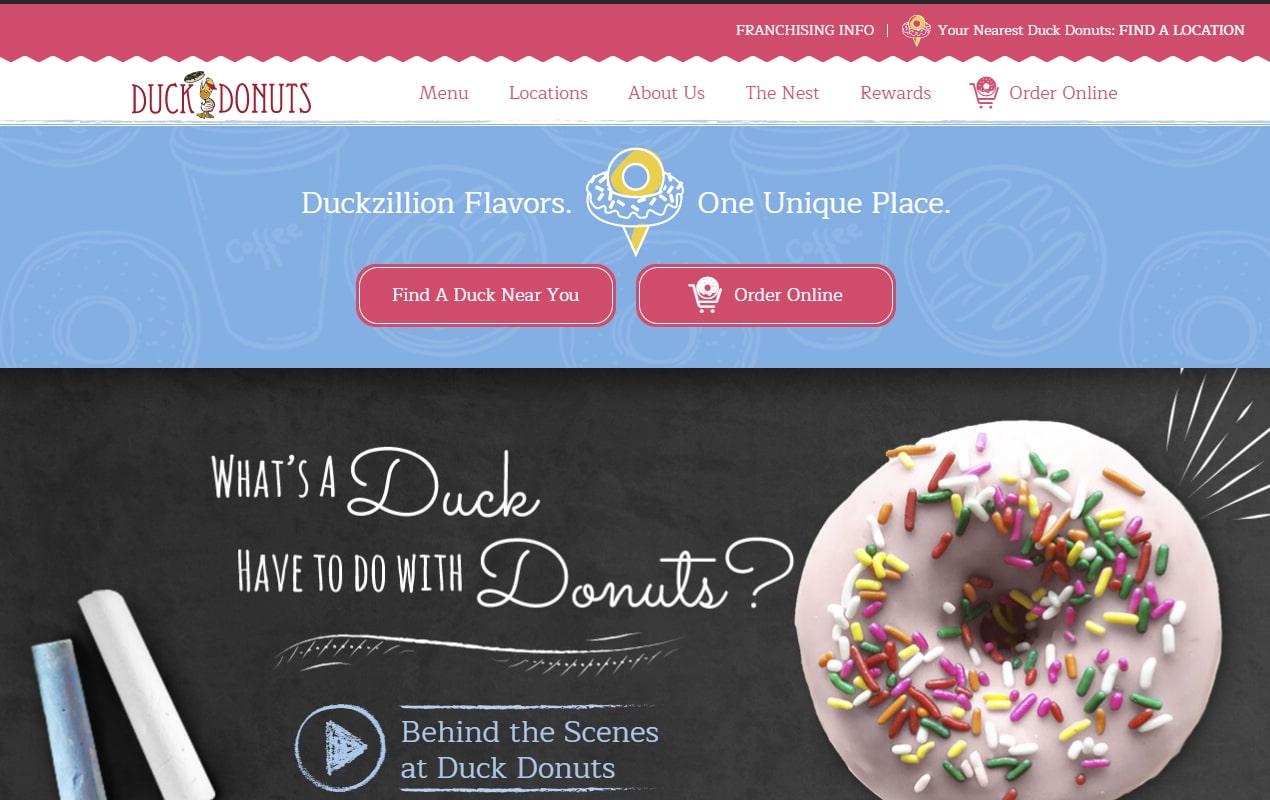 FRANCHISING INFO | Your Nearest Duck Donuts: FIND A LOCATION
DUCK DONUTS
Menu Locations About Us The Nest Rewards Order Online
Coffee Coffee
Duckzillion Flavors. One Unique Place.
Find A Duck Near You Order Online
WHAT'S A Duck
HAVE TO DO WITH Donuts?
Behind the Scenes
at Duck Donuts